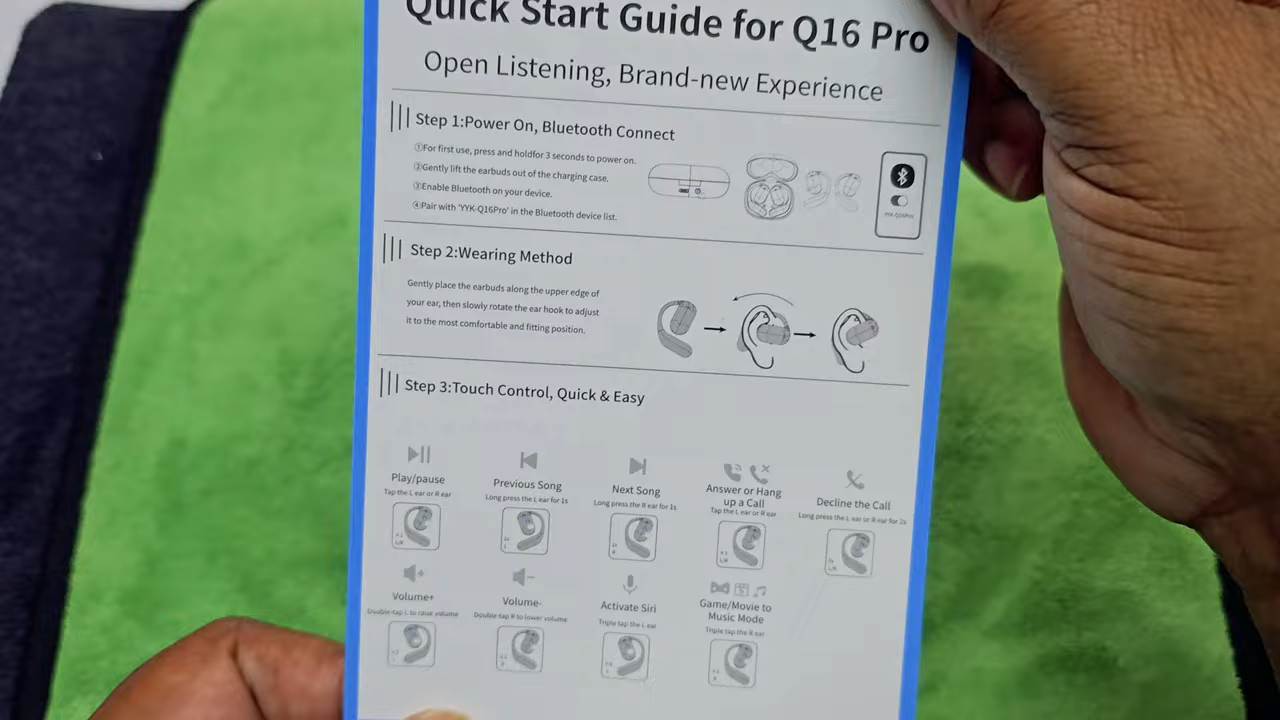 Quick Start Guide for Q16 Pro
Open Listening, Brand-new Experience
Step 1:Power On, Bluetooth Connect
①For first use, press and holdfor 3 seconds to power on.
②Gently lift the earbuds out of the charging case.
③Enable Bluetooth on your device.
④Pair with 'YYK-Q16Pro' in the Bluetooth device list.
YYK-Q16Pro
Step 2:Wearing Method
Gently place the earbuds along the upper edge of
your ear, then slowly rotate the ear hook to adjust
it to the most comfortable and fitting position.
Step 3:Touch Control, Quick & Easy
Play/pause
Tap the L ear or R ear
Previous Song
Long press the L ear for 1s
Next Song
Long press the R ear for 1s
Answer or Hang
up a Call
Tap the L ear or R ear
Decline the Call
Long press the L ear or R ear for 2s
Volume+
Double-tap L to raise volume
Volume-
Double-tap R to lower volume
Activate Siri
Triple tap the L ear
Game/Movie to
Music Mode
Triple tap the R ear